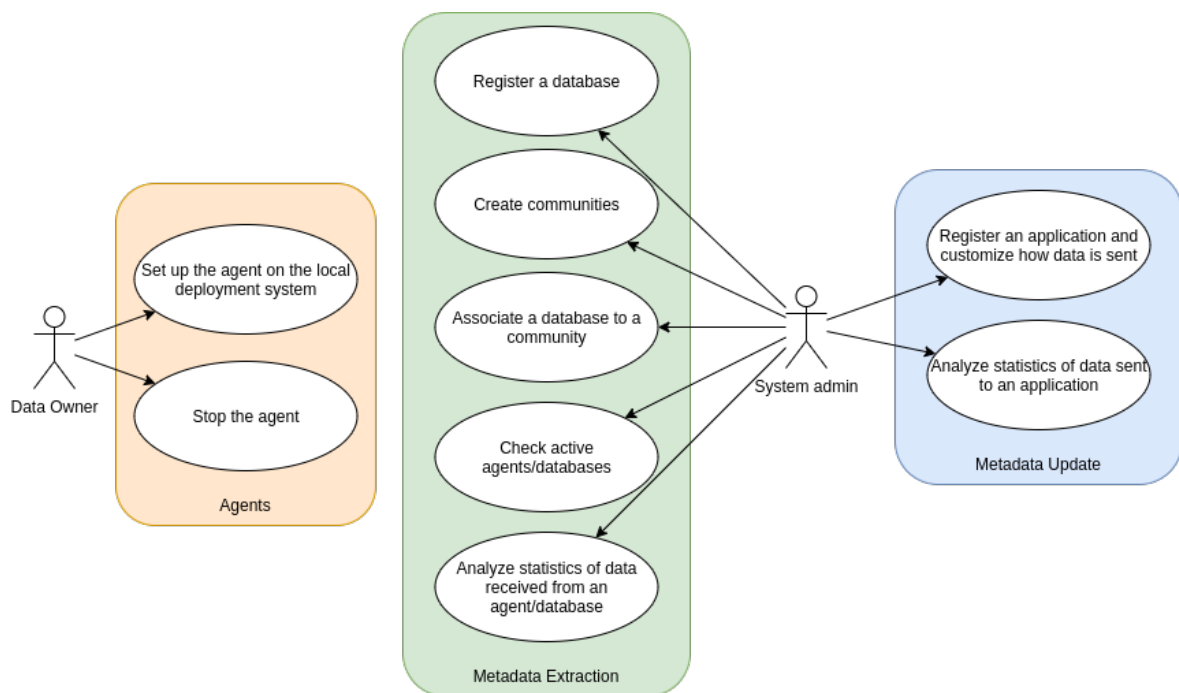 Data Owner
Set up the agent on the local
deployment system
Stop the agent
Agents
Register a database
Create communities
Associate a database to a
community
Check active
agents/databases
Analyze statistics of data
received from an
agent/database
Metadata Extraction
System admin
Register an application and
customize how data is sent
Analyze statistics of data sent
to an application
Metadata Update